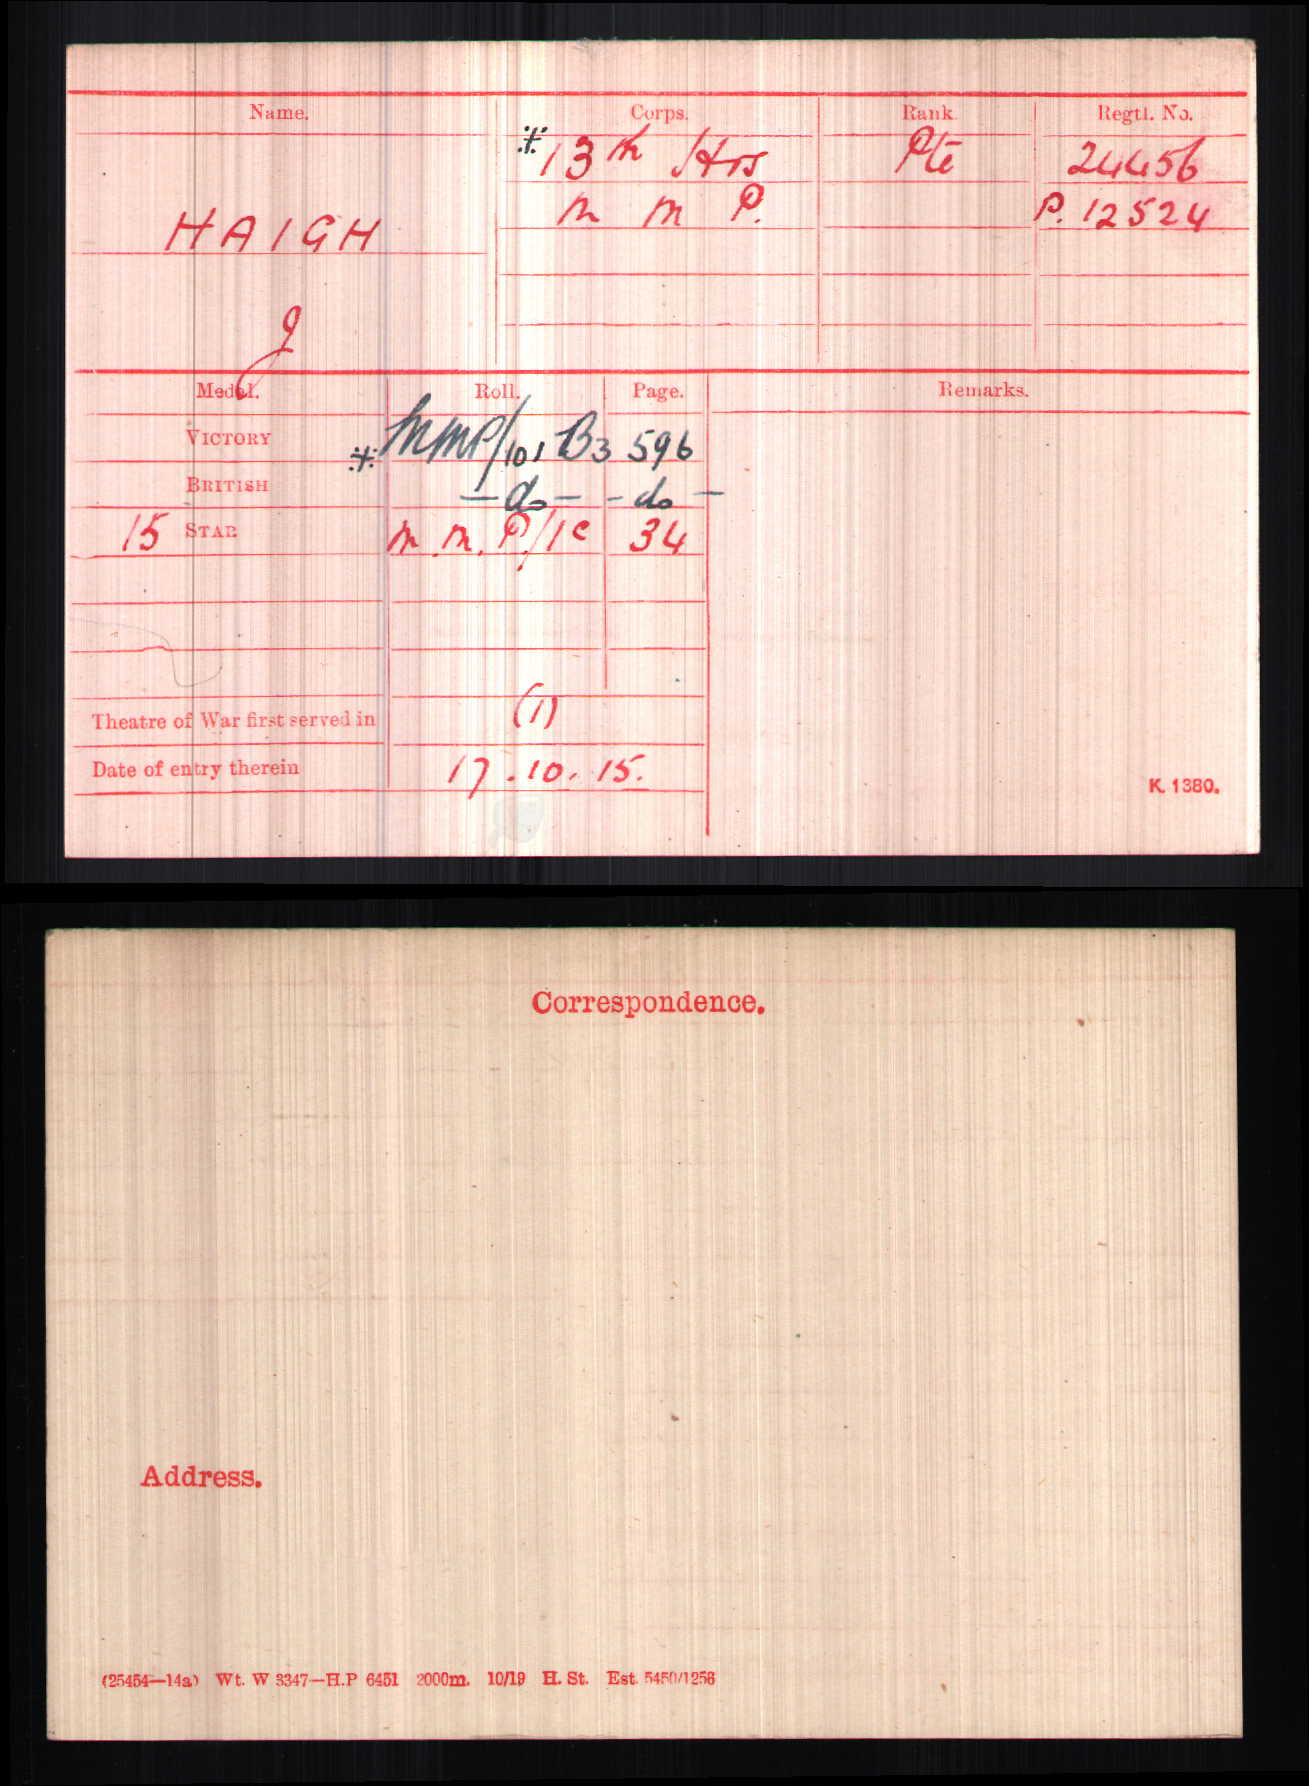 Name. Corps. Rank. Regtl. No.
* 13th Hrs Pte 24456
M M P. P. 12524
HAIGH
J
Medal. Roll. Page. Remarks.
VICTORY * MMP/101 B3 596
BRITISH — do — - do —
15 STAR M.M.P./1c 34
Theatre of War first served in (1)
Date of entry therein 17.10.15.
K. 1380.
Correspondence.
Address.
(25454—14a) Wt. W 3347—H.P 6451 2000m. 10/19 H. St. Est. 5450/1256